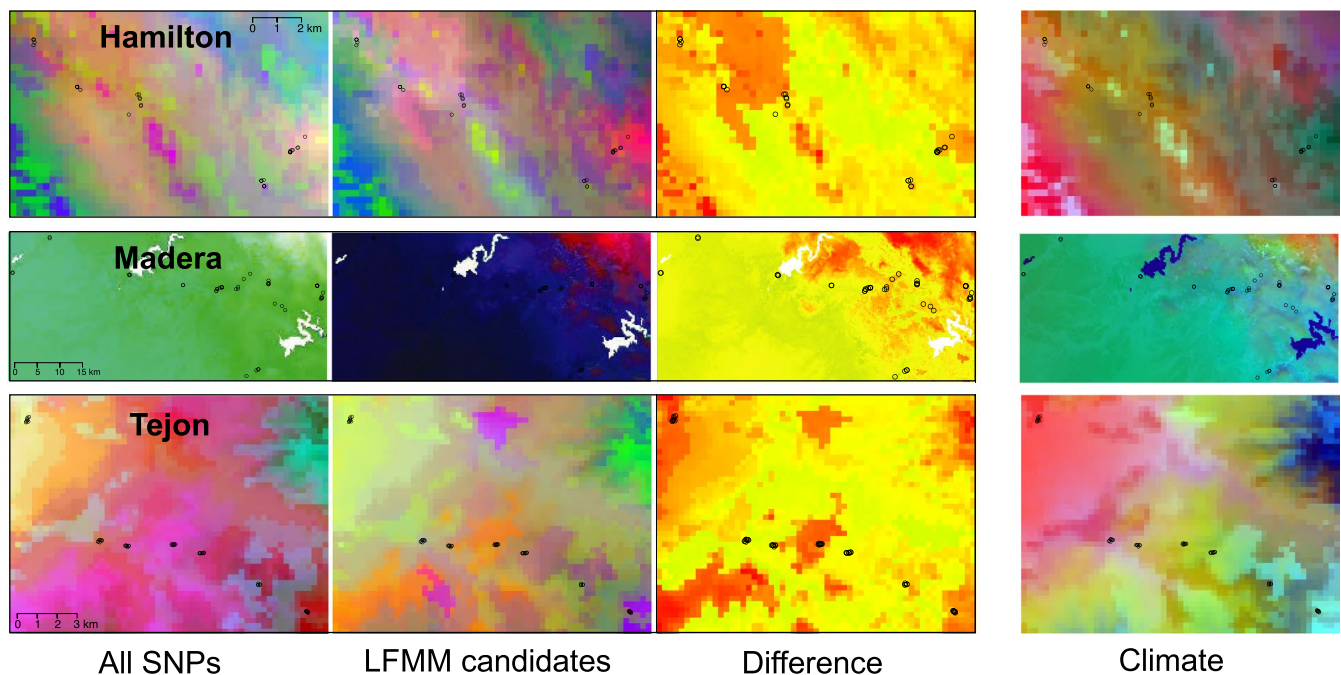 Hamilton
0 1 2 km
Madera
0 5 10 15 km
Tejon
0 1 2 3 km
All SNPs
LFMM candidates
Difference
Climate